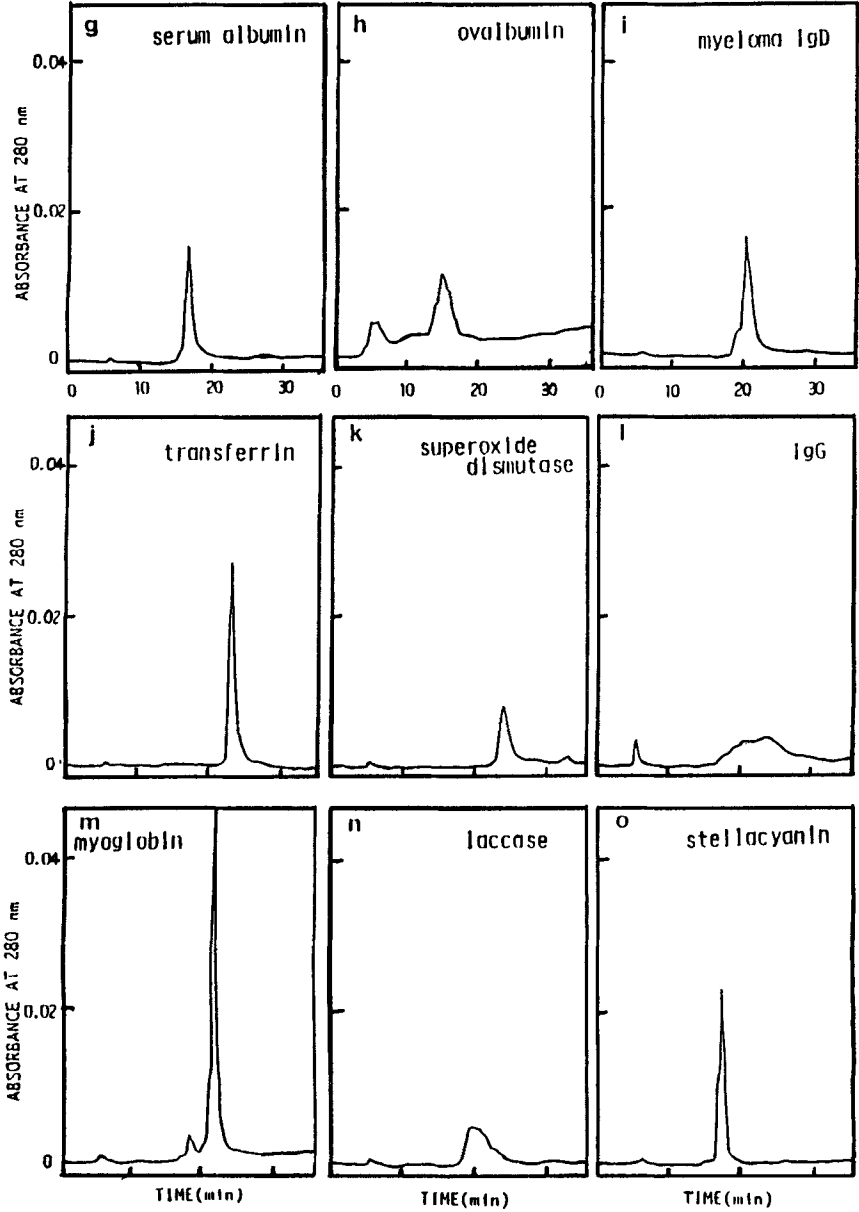 g serum albumin
h ovalbumin
i myeloma IgD
ABSORBANCE AT 280 nm
0.04
0.02
0
0 10 20 30
0 10 20 30
0 10 20 30
j transferrin
k superoxide
dismutase
l IgG
ABSORBANCE AT 280 nm
0.04
0.02
0
m
myoglobin
n laccase
o stellacyanin
ABSORBANCE AT 280 nm
0.04
0.02
0
TIME(min)
TIME(min)
TIME(min)